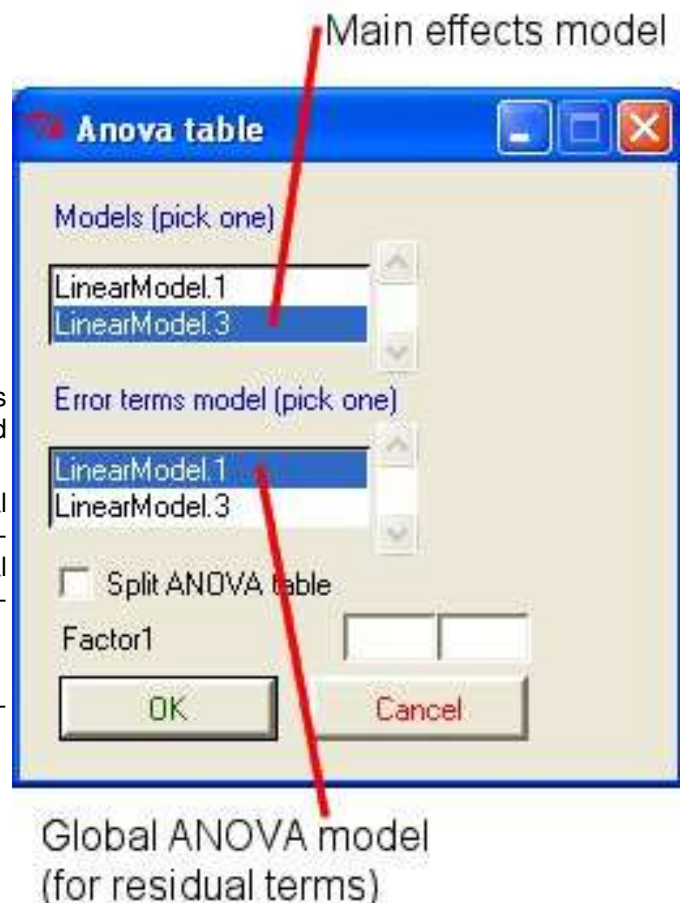 Main effects model
Anova table
Models (pick one)
LinearModel.1
LinearModel.3
Error terms model (pick one)
LinearModel.1
LinearModel.3
Split ANOVA table
Factor1
OK
Cancel
Global ANOVA model
(for residual terms)